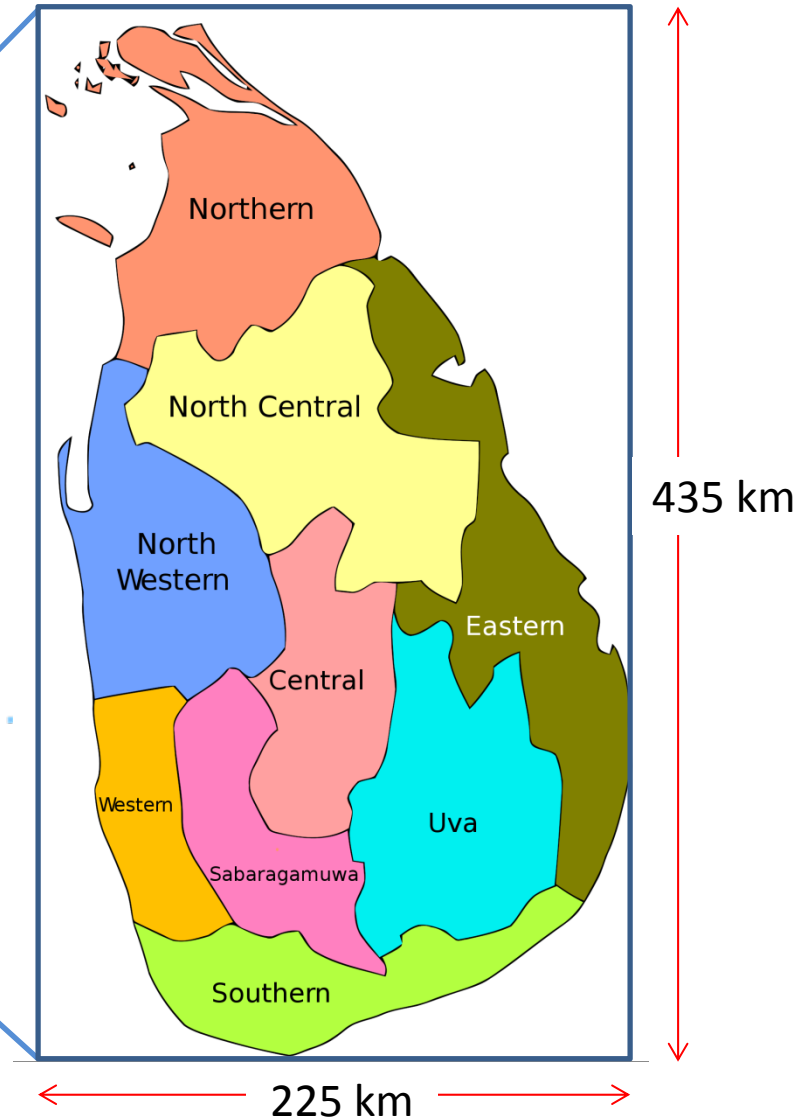 Northern
North Central
435 km
North
Western
Eastern
Central
Western
Uva
Sabaragamuwa
Southern
225 km